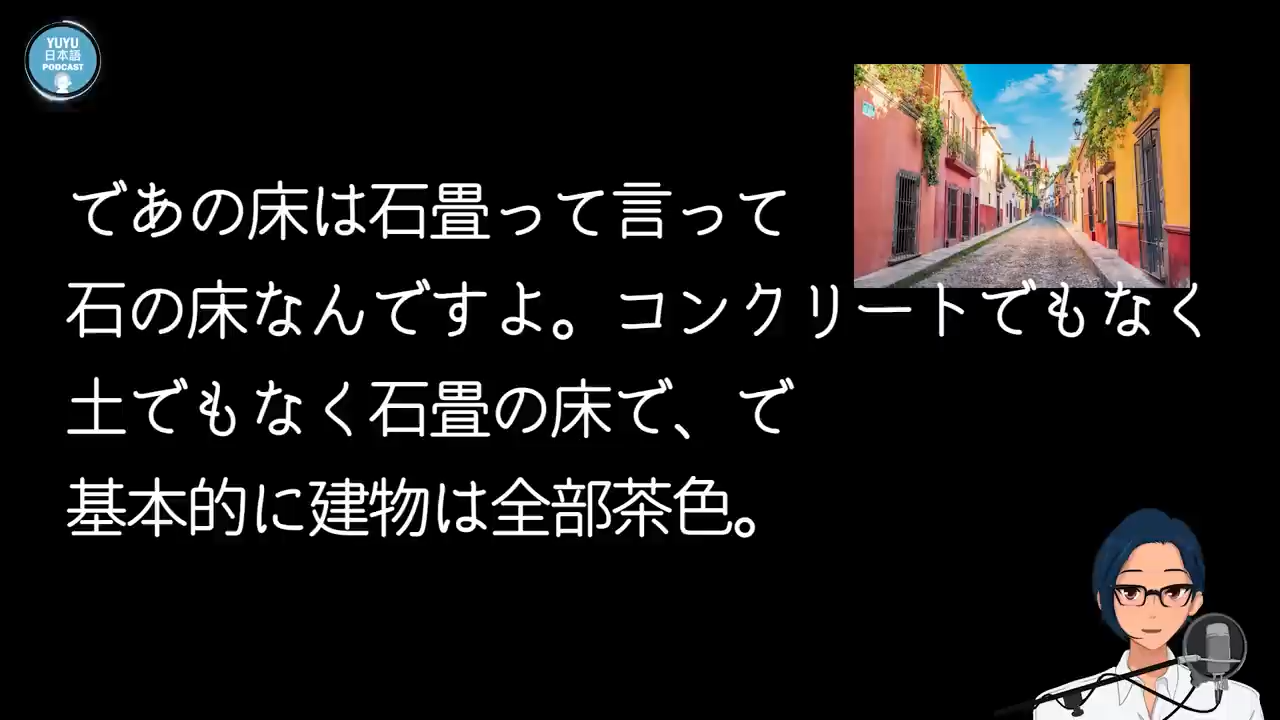 YUYU
日本語
PODCAST
であの床は石畳って言って
石の床なんですよ。コンクリートでもなく
土でもなく石畳の床で、で
基本的に建物は全部茶色。